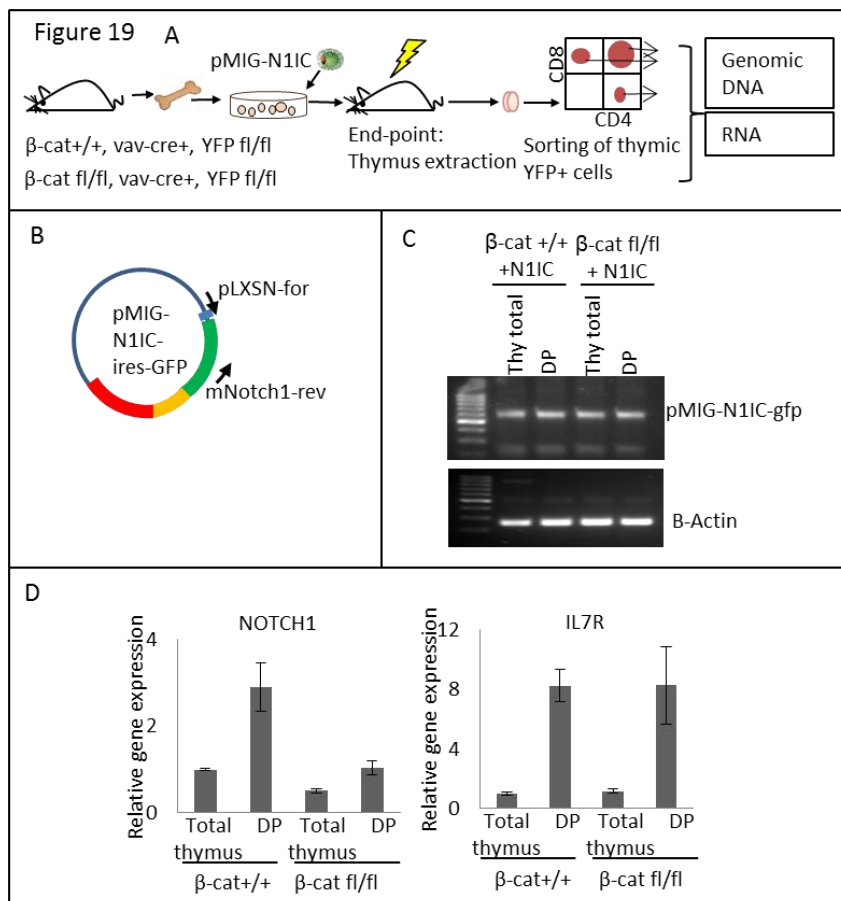 Figure 19
A
pMIG-N1IC
β-cat+/+, vav-cre+, YFP fl/fl
β-cat fl/fl, vav-cre+, YFP fl/fl
End-point:
Thymus extraction
CD8
CD4
Sorting of thymic
YFP+ cells
Genomic
DNA
RNA
B
pLXSN-for
pMIG-
N1IC-
ires-GFP
mNotch1-rev
C
β-cat +/+
+N1IC
β-cat fl/fl
+ N1IC
Thy total
DP
Thy total
DP
pMIG-N1IC-gfp
B-Actin
D
NOTCH1
Relative gene expression
4
2
0
Total
thymus
DP
Total
thymus
DP
β-cat+/+
β-cat fl/fl
IL7R
Relative gene expression
12
8
4
0
Total
thymus
DP
Total
thymus
DP
β-cat+/+
β-cat fl/fl